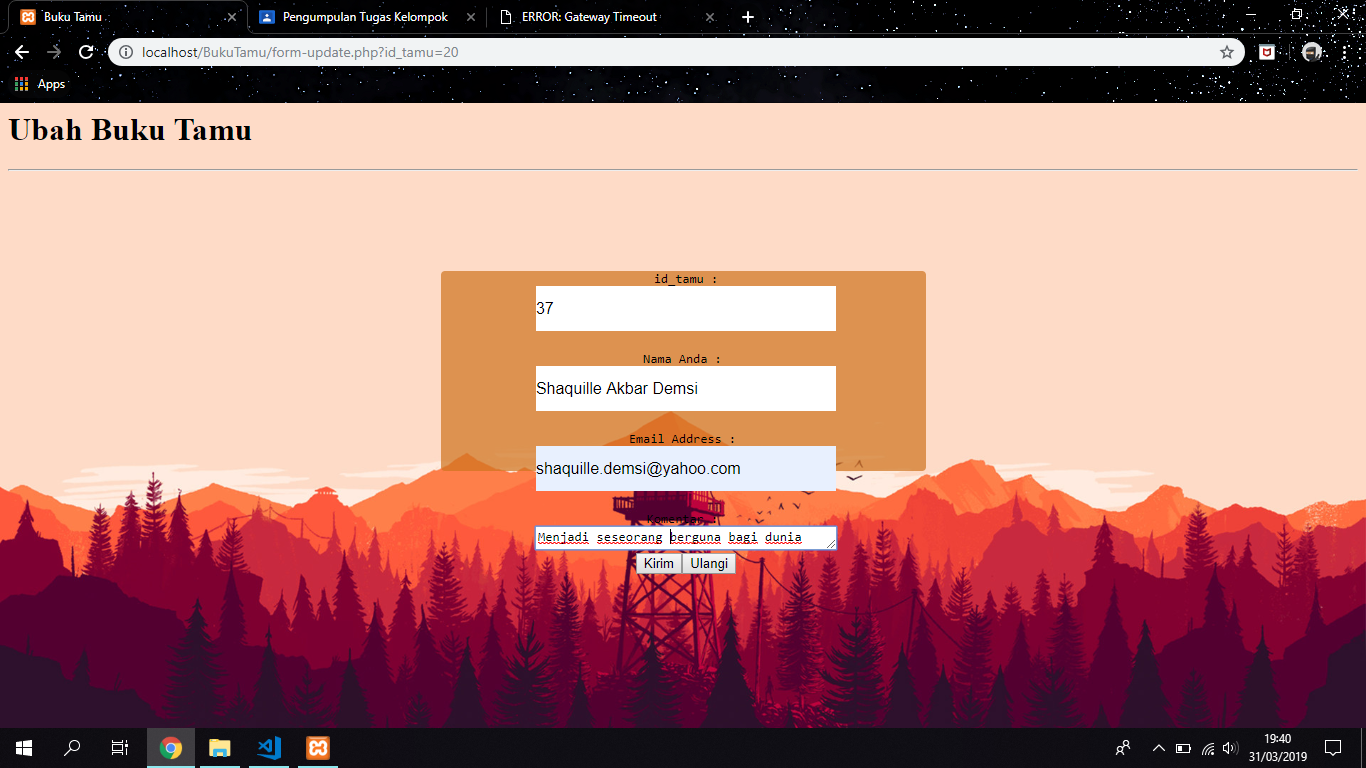 Buku Tamu
Pengumpulan Tugas Kelompok
ERROR: Gateway Timeout
localhost/BukuTamu/form-update.php?id_tamu=20
Apps
Ubah Buku Tamu
id_tamu :
37
Nama Anda :
Shaquille Akbar Demsi
Email Address :
shaquille.demsi@yahoo.com
Komentar :
Menjadi seseorang berguna bagi dunia
Kirim Ulangi
19:40
31/03/2019